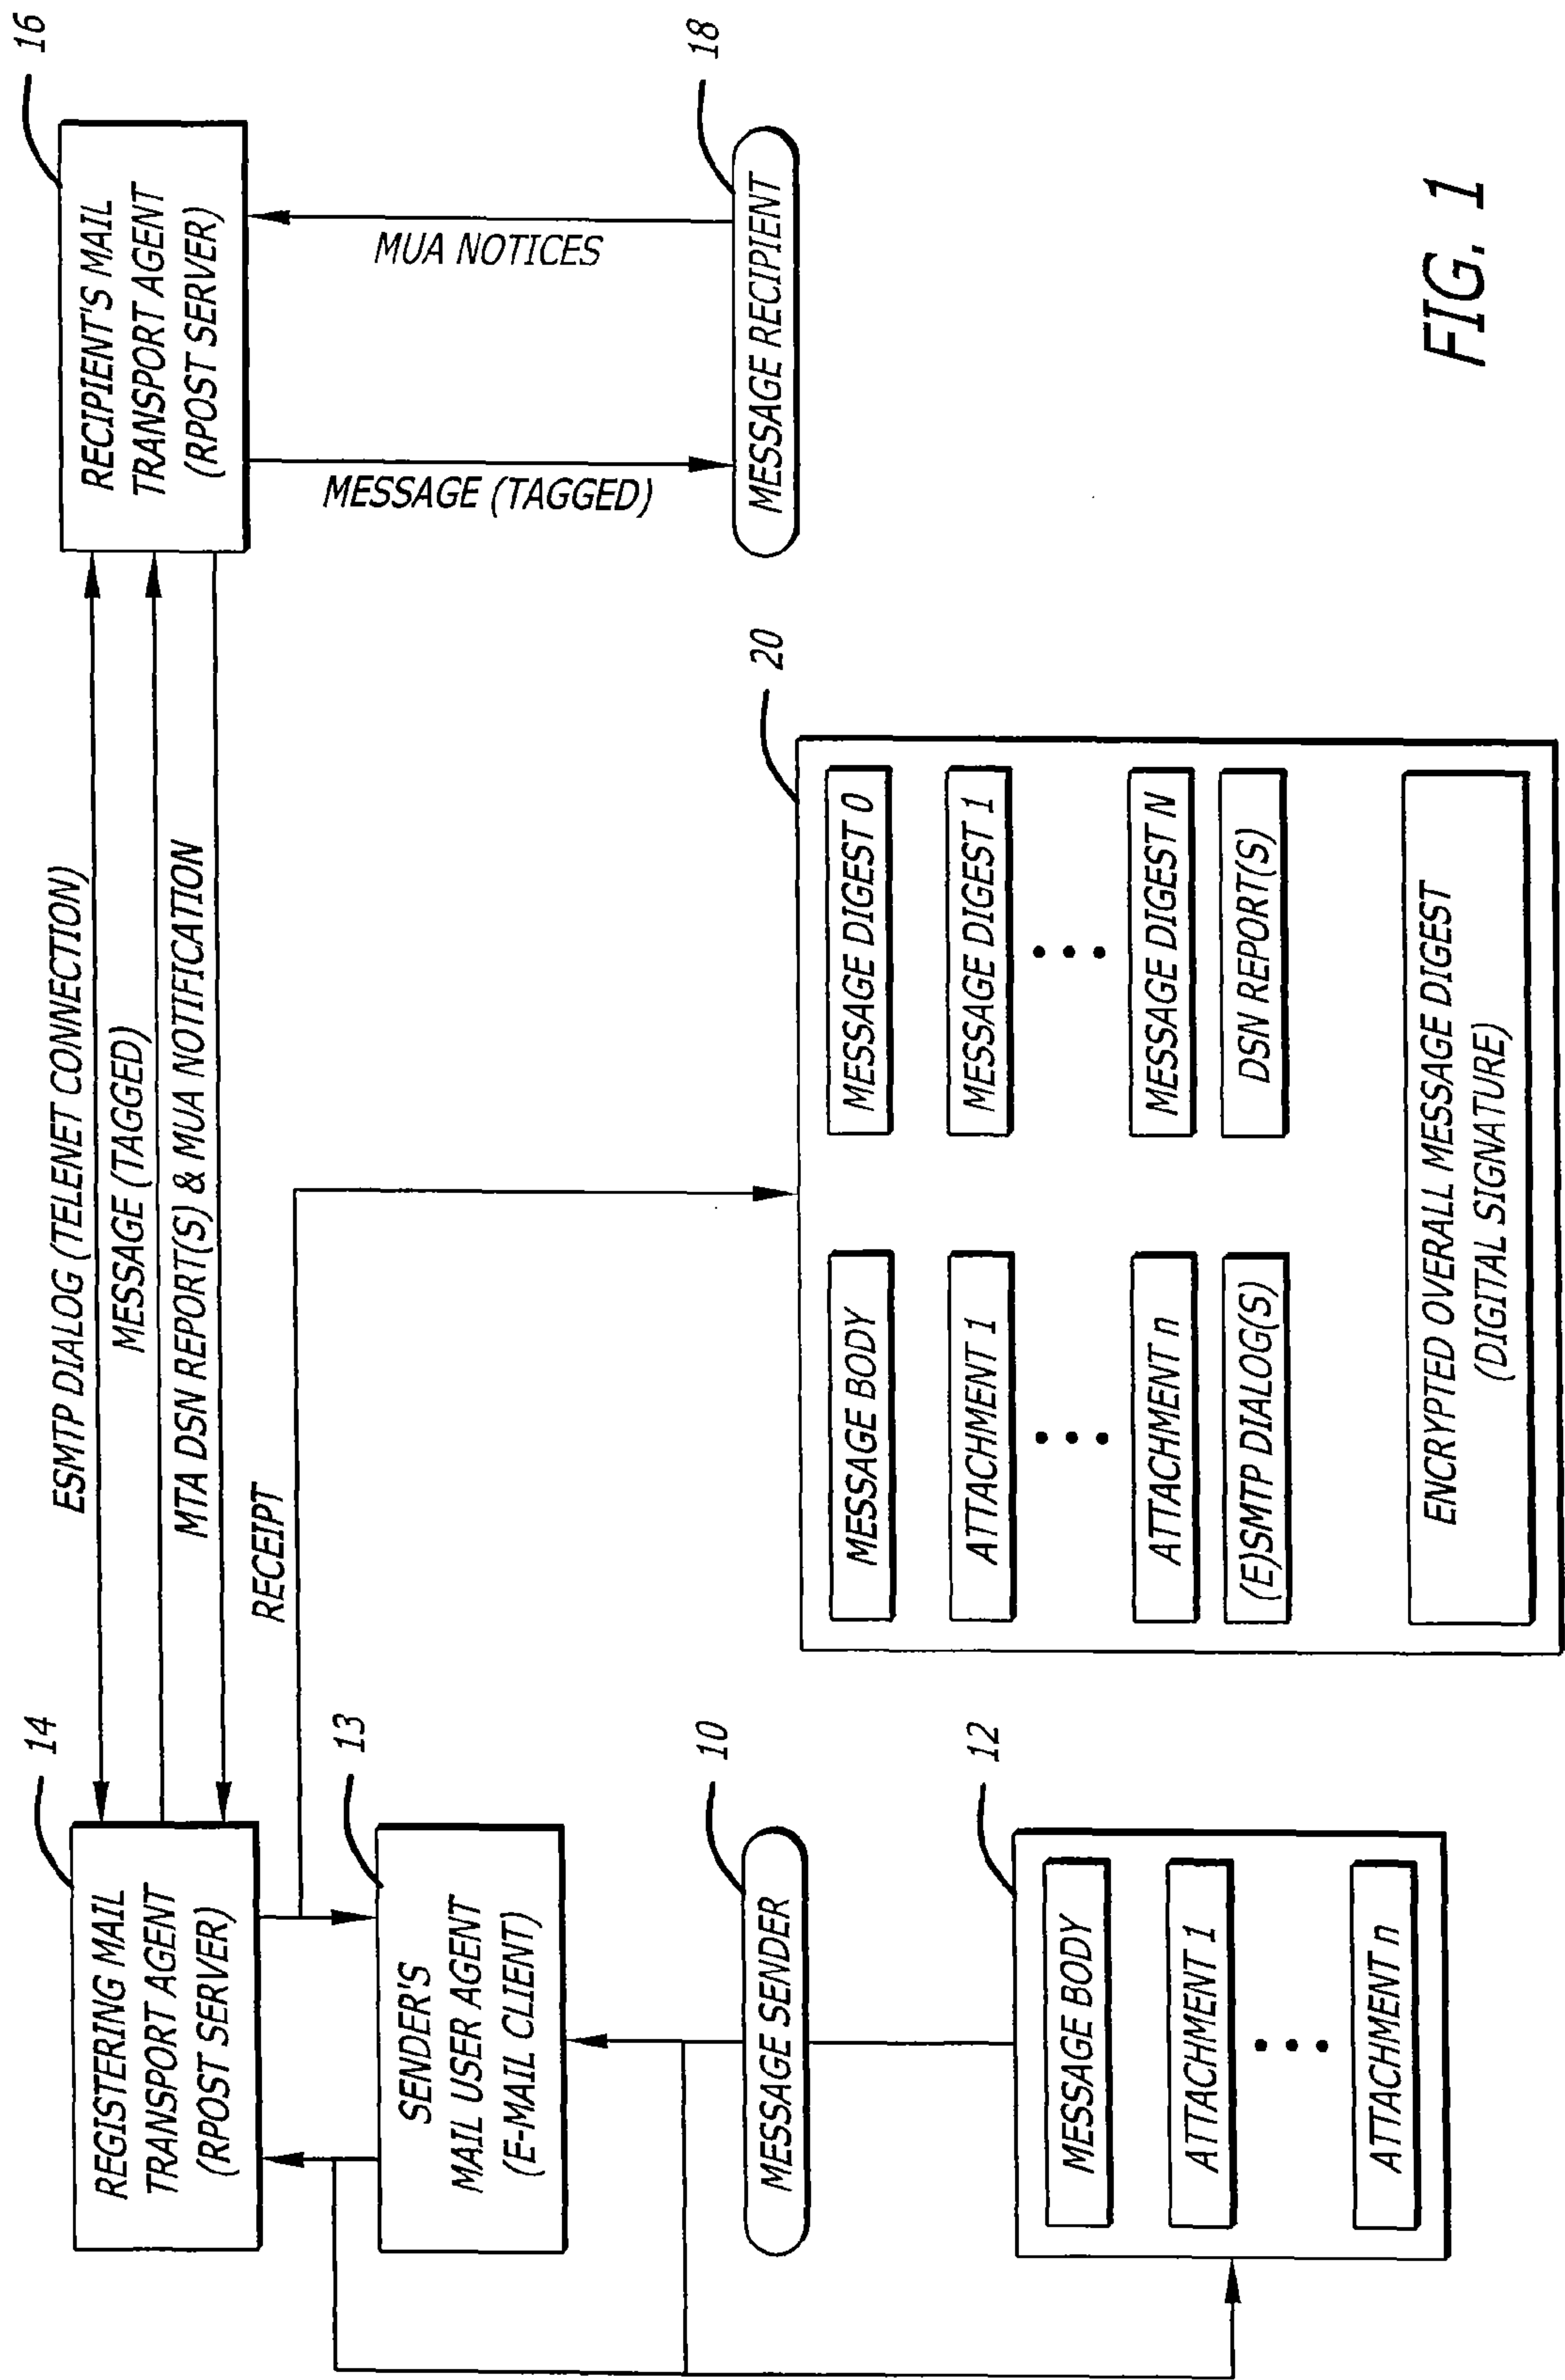 14
REGISTERING MAIL
TRANSPORT AGENT
(RPOST SERVER)
ESMTP DIALOG (TELENET CONNECTION)
MESSAGE (TAGGED)
MTA DSN REPORT(S) & MUA NOTIFICATION
16
RECIPIENT'S MAIL
TRANSPORT AGENT
(RPOST SERVER)
RECEIPT
13
SENDER'S
MAIL USER AGENT
(E-MAIL CLIENT)
MESSAGE (TAGGED)
MUA NOTICES
10
MESSAGE SENDER
18
MESSAGE RECIPIENT
12
MESSAGE BODY
ATTACHMENT 1
ATTACHMENT n
20
MESSAGE BODY
MESSAGE DIGEST 0
ATTACHMENT 1
MESSAGE DIGEST 1
ATTACHMENT n
MESSAGE DIGEST N
(E)SMTP DIALOG(S)
DSN REPORT(S)
ENCRYPTED OVERALL MESSAGE DIGEST
(DIGITAL SIGNATURE)
FIG. 1